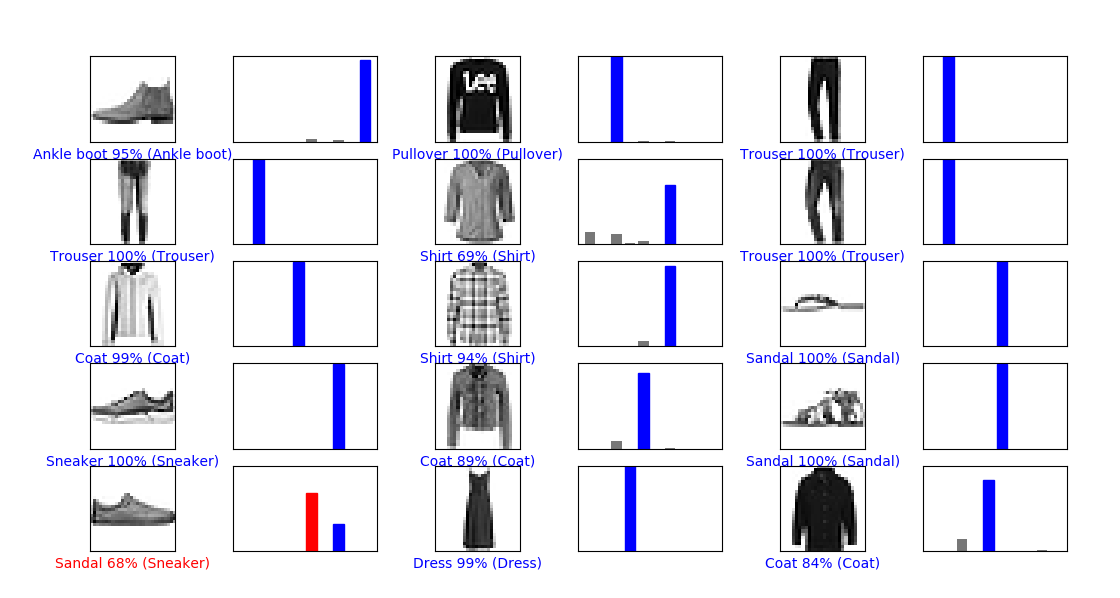 Lee
Ankle boot 95% (Ankle boot)
Pullover 100% (Pullover)
Trouser 100% (Trouser)
Trouser 100% (Trouser)
Shirt 69% (Shirt)
Trouser 100% (Trouser)
Coat 99% (Coat)
Shirt 94% (Shirt)
Sandal 100% (Sandal)
Sneaker 100% (Sneaker)
Coat 89% (Coat)
Sandal 100% (Sandal)
Sandal 68% (Sneaker)
Dress 99% (Dress)
Coat 84% (Coat)